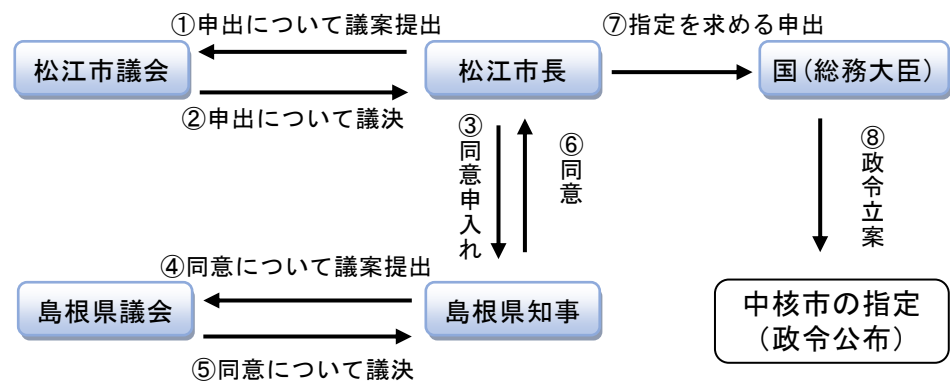 ①申出について議案提出
⑦指定を求める申出
松江市議会
松江市長
国(総務大臣)
②申出について議決
③同意申入れ
⑥同意
⑧政令立案
④同意について議案提出
島根県議会
島根県知事
中核市の指定
(政令公布)
⑤同意について議決